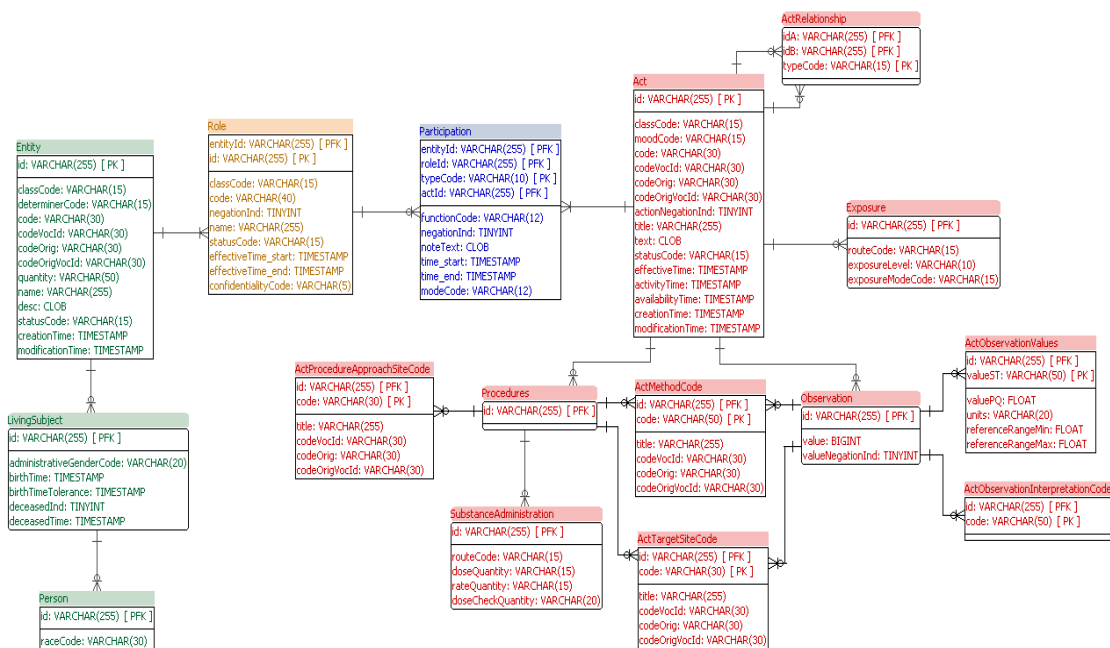 ActRelationship
idA: VARCHAR(255) [ PFK ]
idB: VARCHAR(255) [ PFK ]
typeCode: VARCHAR(15) [ PK ]
Act
id: VARCHAR(255) [ PK ]
classCode: VARCHAR(15)
moodCode: VARCHAR(15)
code: VARCHAR(30)
codeVocId: VARCHAR(30)
codeOrig: VARCHAR(30)
codeOrigVocId: VARCHAR(30)
actionNegationInd: TINYINT
title: VARCHAR(255)
text: CLOB
statusCode: VARCHAR(15)
effectiveTime: TIMESTAMP
activityTime: TIMESTAMP
availabilityTime: TIMESTAMP
creationTime: TIMESTAMP
modificationTime: TIMESTAMP
Role
entityId: VARCHAR(255) [ PFK ]
id: VARCHAR(255) [ PK ]
classCode: VARCHAR(15)
code: VARCHAR(40)
negationInd: TINYINT
name: VARCHAR(255)
statusCode: VARCHAR(15)
effectiveTime_start: TIMESTAMP
effectiveTime_end: TIMESTAMP
confidentialityCode: VARCHAR(5)
Participation
entityId: VARCHAR(255) [ PFK ]
roleId: VARCHAR(255) [ PFK ]
typeCode: VARCHAR(10) [ PK ]
actId: VARCHAR(255) [ PFK ]
functionCode: VARCHAR(12)
negationInd: TINYINT
noteText: CLOB
time_start: TIMESTAMP
time_end: TIMESTAMP
modeCode: VARCHAR(12)
Entity
id: VARCHAR(255) [ PK ]
classCode: VARCHAR(15)
determinerCode: VARCHAR(15)
code: VARCHAR(30)
codeVocId: VARCHAR(30)
codeOrig: VARCHAR(30)
codeOrigVocId: VARCHAR(30)
quantity: VARCHAR(50)
name: VARCHAR(255)
desc: CLOB
statusCode: VARCHAR(15)
creationTime: TIMESTAMP
modificationTime: TIMESTAMP
Exposure
id: VARCHAR(255) [ PFK ]
routeCode: VARCHAR(15)
exposureLevel: VARCHAR(10)
exposureModeCode: VARCHAR(15)
ActProcedureApproachSiteCode
id: VARCHAR(255) [ PFK ]
code: VARCHAR(30) [ PK ]
title: VARCHAR(255)
codeVocId: VARCHAR(30)
codeOrig: VARCHAR(30)
codeOrigVocId: VARCHAR(30)
Procedures
id: VARCHAR(255) [ PFK ]
ActMethodCode
id: VARCHAR(255) [ PFK ]
code: VARCHAR(50) [ PK ]
title: VARCHAR(255)
codeVocId: VARCHAR(30)
codeOrig: VARCHAR(30)
codeOrigVocId: VARCHAR(30)
Observation
id: VARCHAR(255) [ PFK ]
value: BIGINT
valueNegationInd: TINYINT
ActObservationValues
id: VARCHAR(255) [ PFK ]
valueST: VARCHAR(50) [ PK ]
valuePQ: FLOAT
units: VARCHAR(20)
referenceRangeMin: FLOAT
referenceRangeMax: FLOAT
LivingSubject
id: VARCHAR(255) [ PFK ]
administrativeGenderCode: VARCHAR(20)
birthTime: TIMESTAMP
birthTimeTolerance: TIMESTAMP
deceasedInd: TINYINT
deceasedTime: TIMESTAMP
ActObservationInterpretationCode
id: VARCHAR(255) [ PFK ]
code: VARCHAR(50) [ PK ]
SubstanceAdministration
id: VARCHAR(255) [ PFK ]
routeCode: VARCHAR(15)
doseQuantity: VARCHAR(15)
rateQuantity: VARCHAR(15)
doseCheckQuantity: VARCHAR(20)
ActTargetSiteCode
id: VARCHAR(255) [ PFK ]
code: VARCHAR(30) [ PK ]
title: VARCHAR(255)
codeVocId: VARCHAR(30)
codeOrig: VARCHAR(30)
codeOrigVocId: VARCHAR(30)
Person
id: VARCHAR(255) [ PFK ]
raceCode: VARCHAR(30)